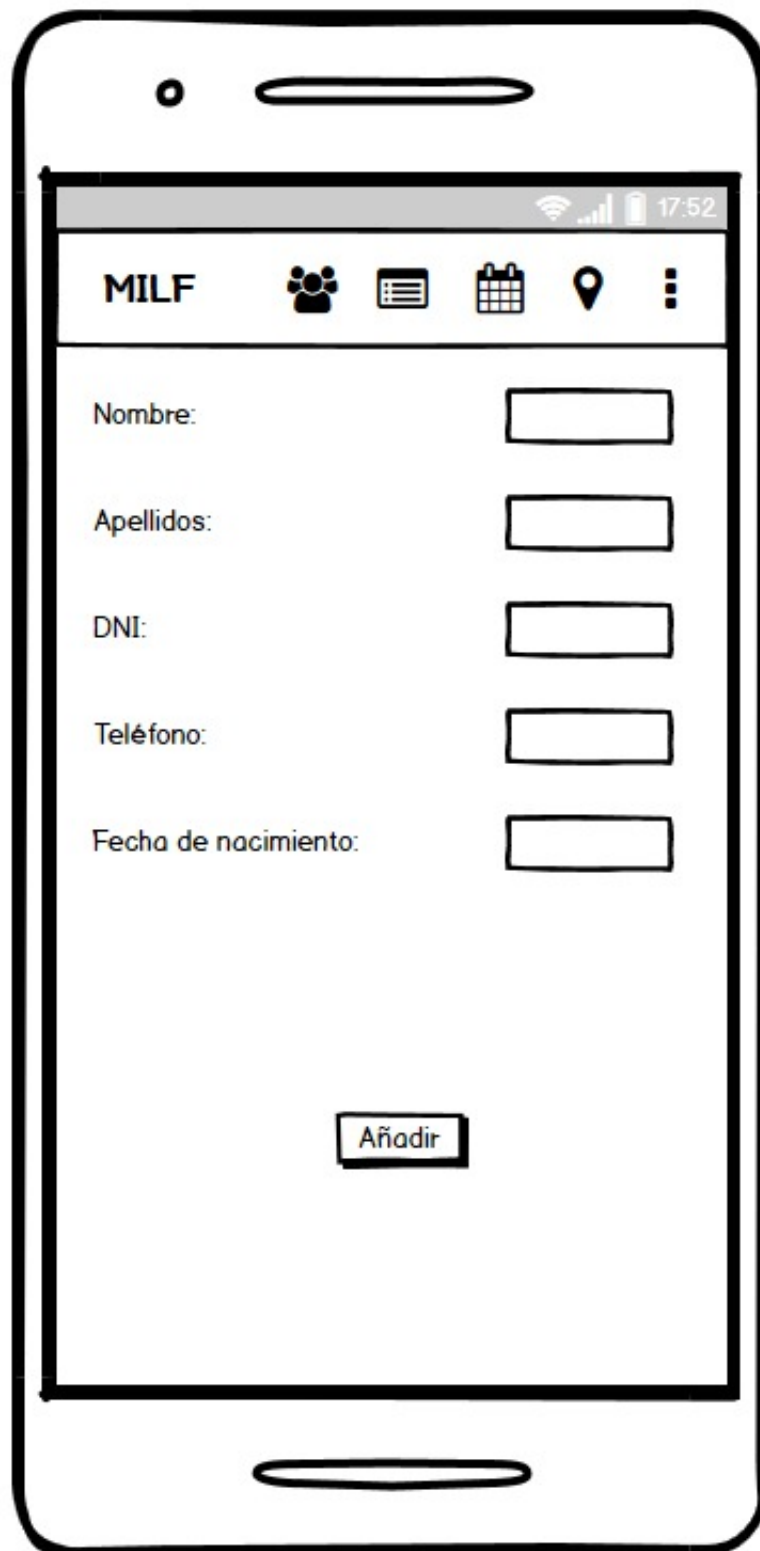 17:52
MILF
Nombre:
Apellidos:
DNI:
Teléfono:
Fecha de nacimiento:
Añadir